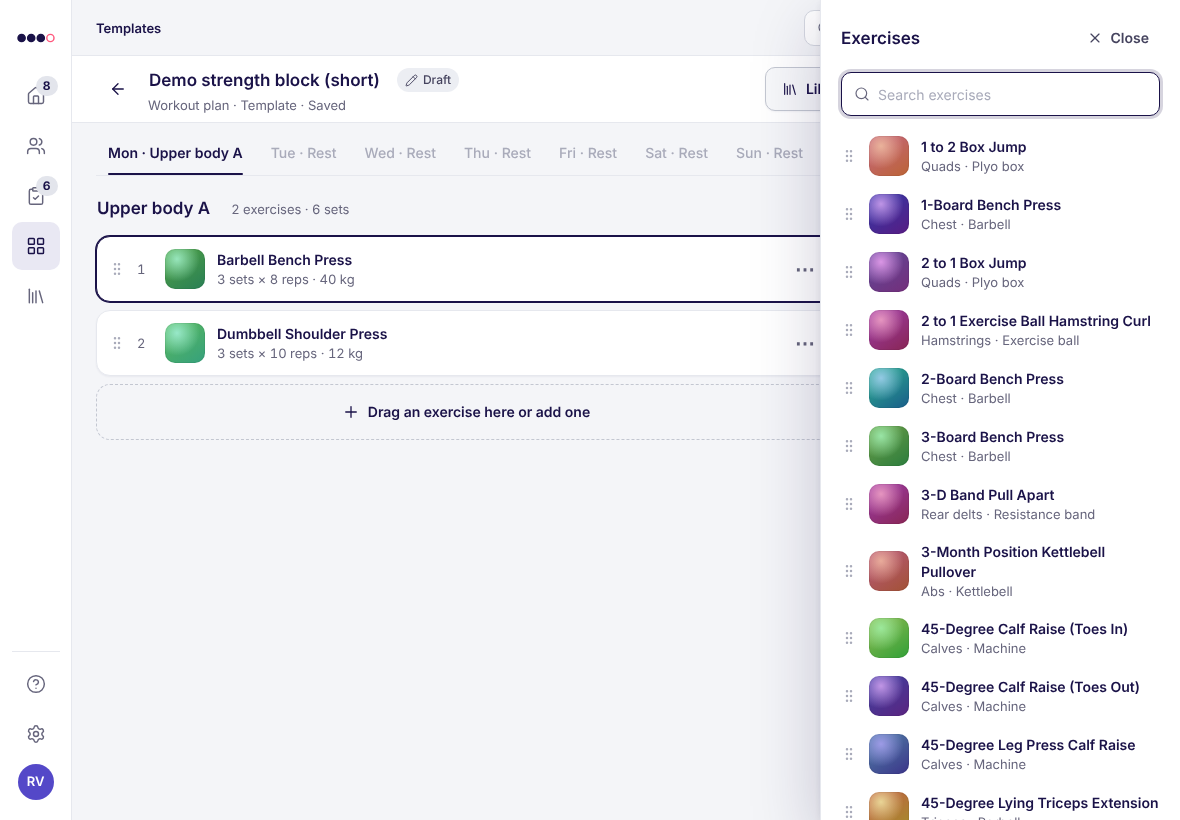 Templates
8
6
RV
Demo strength block (short)
Draft
Workout plan · Template · Saved
Mon · Upper body A
Tue · Rest
Wed · Rest
Thu · Rest
Fri · Rest
Sat · Rest
Sun · Rest
Upper body A
2 exercises · 6 sets
1
Barbell Bench Press
3 sets × 8 reps · 40 kg
2
Dumbbell Shoulder Press
3 sets × 10 reps · 12 kg
Drag an exercise here or add one
Exercises
Close
Search exercises
1 to 2 Box Jump
Quads · Plyo box
1-Board Bench Press
Chest · Barbell
2 to 1 Box Jump
Quads · Plyo box
2 to 1 Exercise Ball Hamstring Curl
Hamstrings · Exercise ball
2-Board Bench Press
Chest · Barbell
3-Board Bench Press
Chest · Barbell
3-D Band Pull Apart
Rear delts · Resistance band
3-Month Position Kettlebell
Pullover
Abs · Kettlebell
45-Degree Calf Raise (Toes In)
Calves · Machine
45-Degree Calf Raise (Toes Out)
Calves · Machine
45-Degree Leg Press Calf Raise
Calves · Machine
45-Degree Lying Triceps Extension